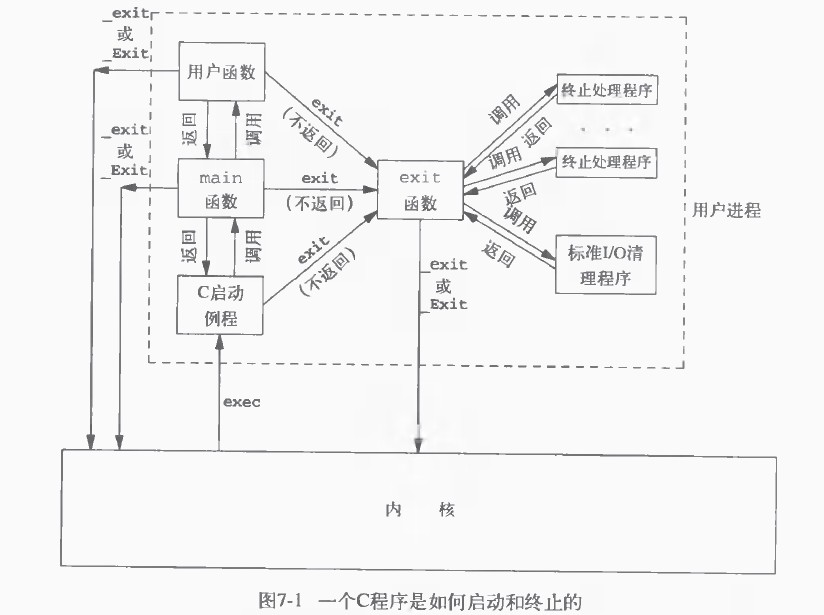 _exit
或
_Exit
用户函数
exit
(不返回)
调用
返回
终止处理程序
. . .
返回
调用
_exit
或
_Exit
main
函数
exit
(不返回)
exit
函数
调用
返回
终止处理程序
用户进程
返回
调用
exit
(不返回)
调用
返回
标准I/O清
理程序
C启动
例程
_exit
或
_Exit
exec
内 核
图7-1 一个C程序是如何启动和终止的